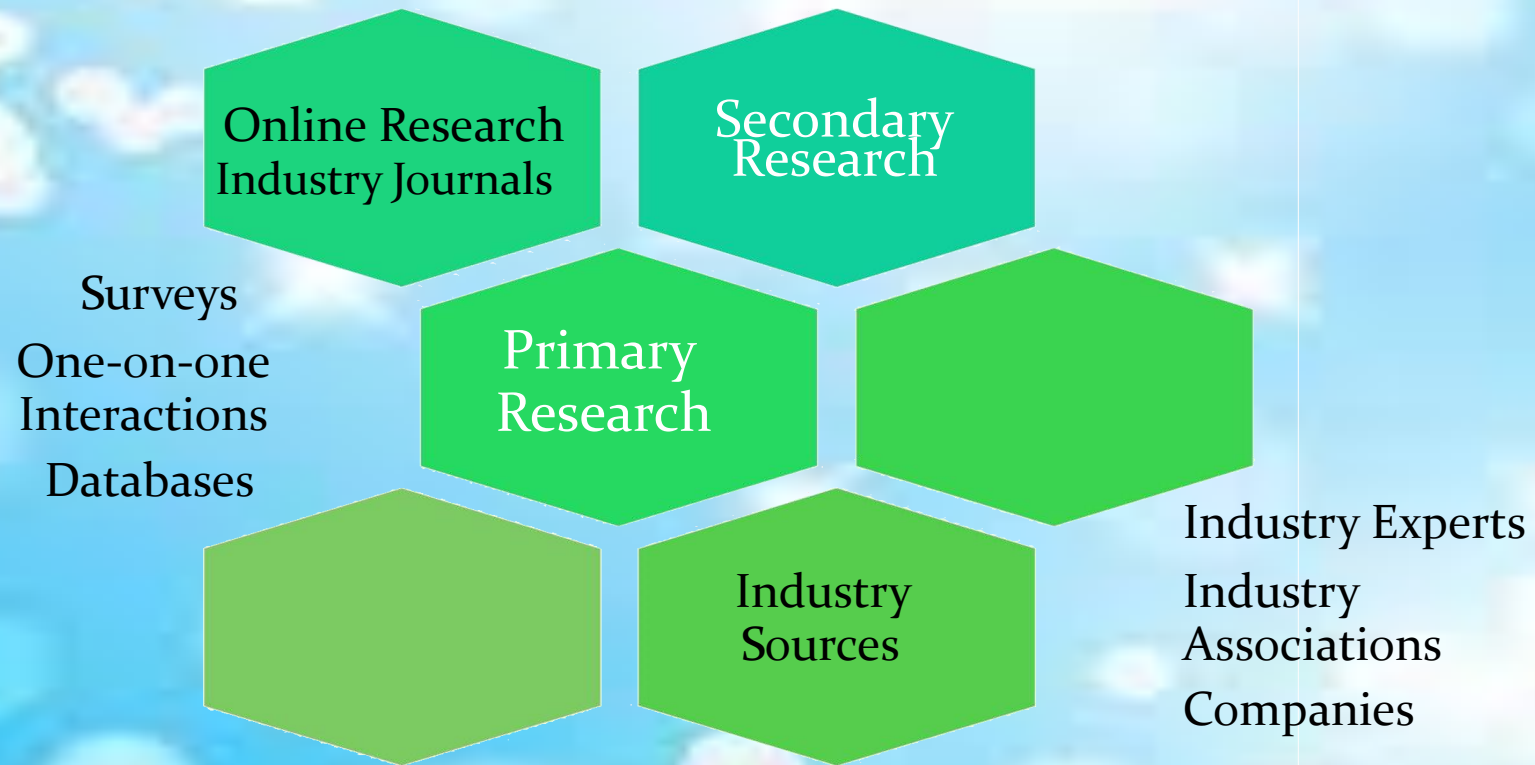 Online Research
Industry Journals
Secondary
Research
Surveys
One-on-one
Interactions
Databases
Primary
Research
Industry
Sources
Industry Experts
Industry
Associations
Companies